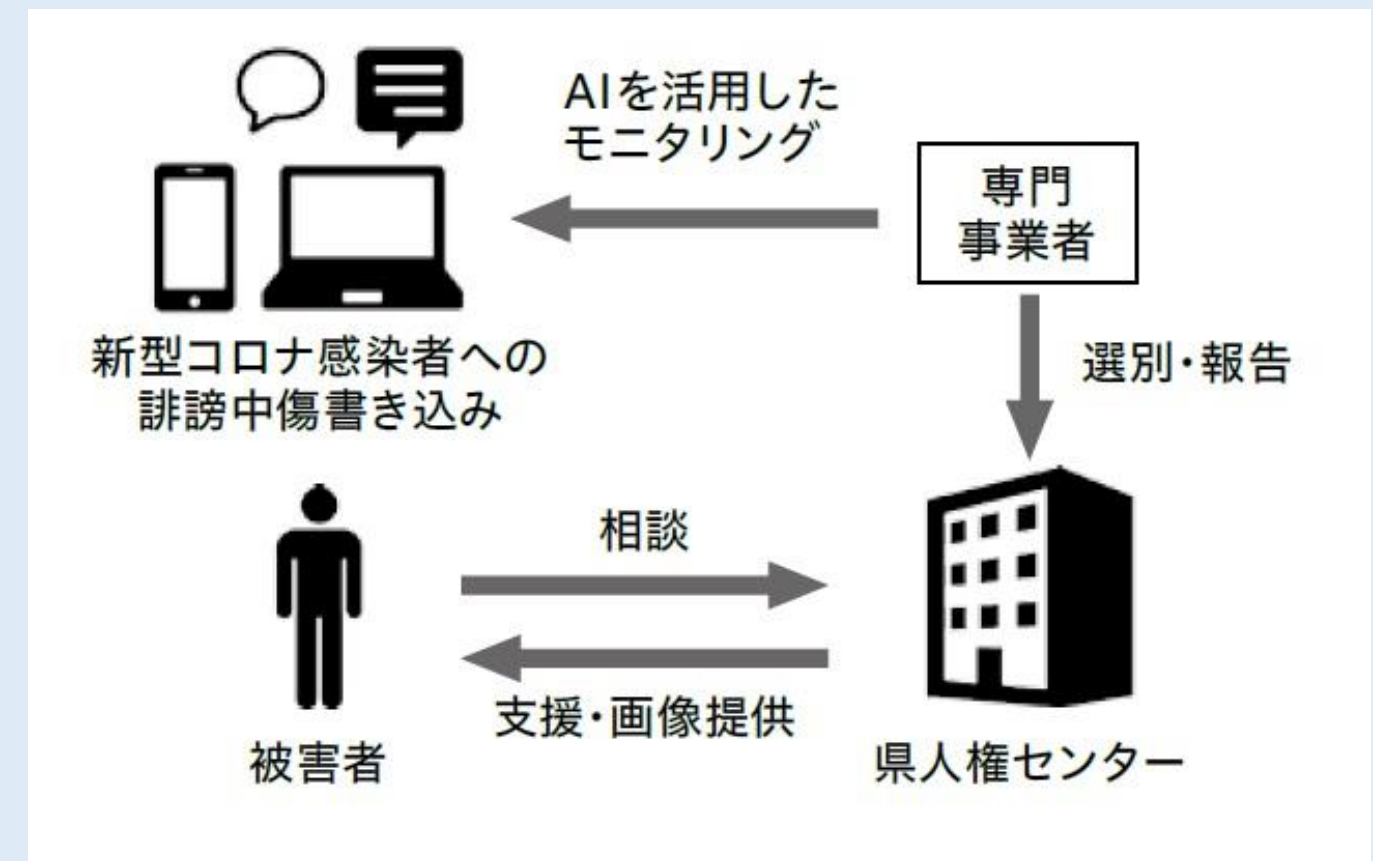 AIを活用した
モニタリング
専門
事業者
新型コロナ感染者への
誹謗中傷書き込み
選別・報告
相談
支援・画像提供
被害者
県人権センター